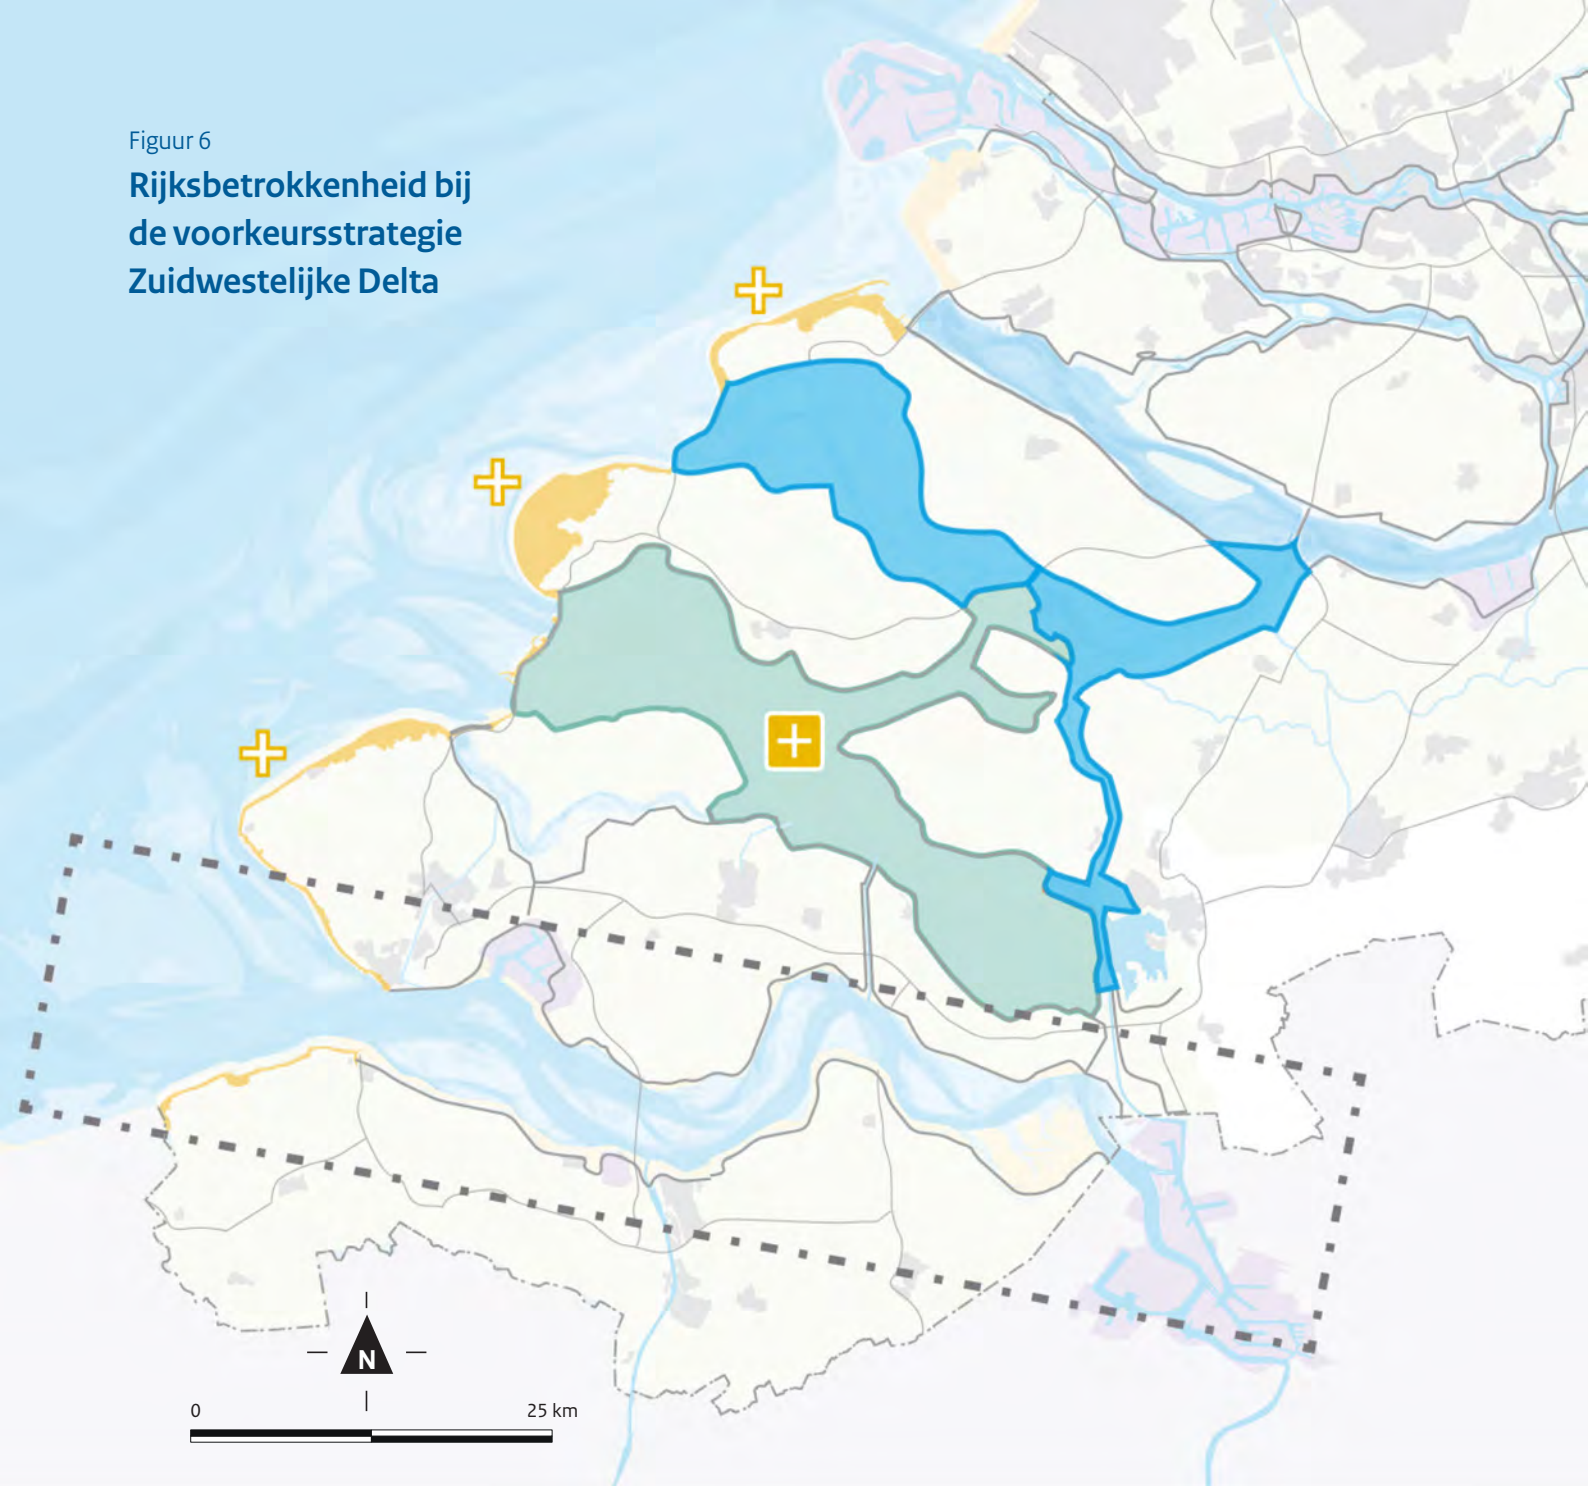 Figuur 6
Rijksbetrokkenheid bij
de voorkeursstrategie
Zuidwestelijke Delta
N
0 25 km